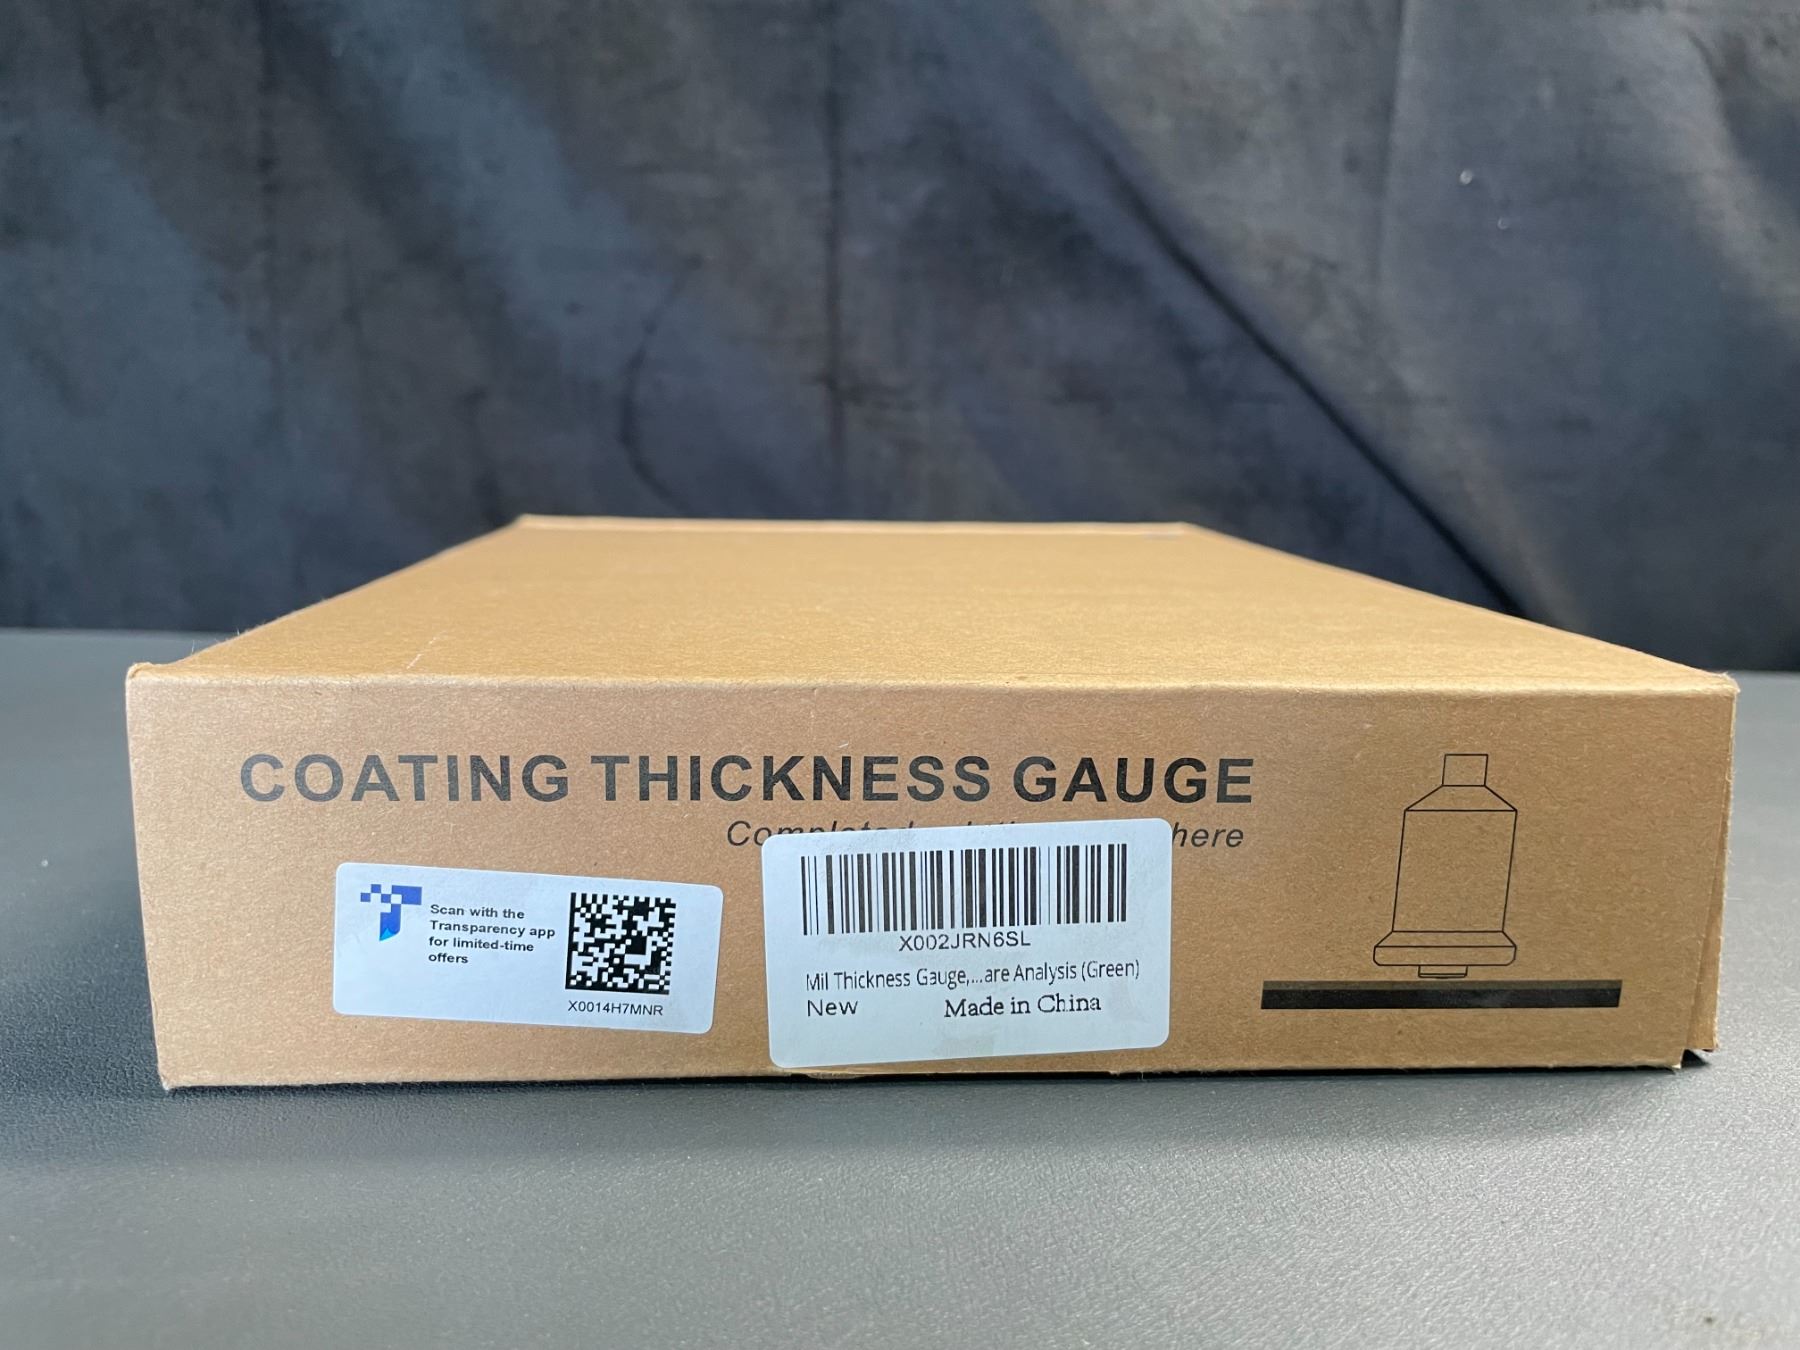 COATING THICKNESS GAUGE
here
Scan with the
Transparency app
for limited-time
offers
X0014H7MNR
X002JRN6SL
Mil Thickness Gauge,...are Analysis (Green)
New Made in China